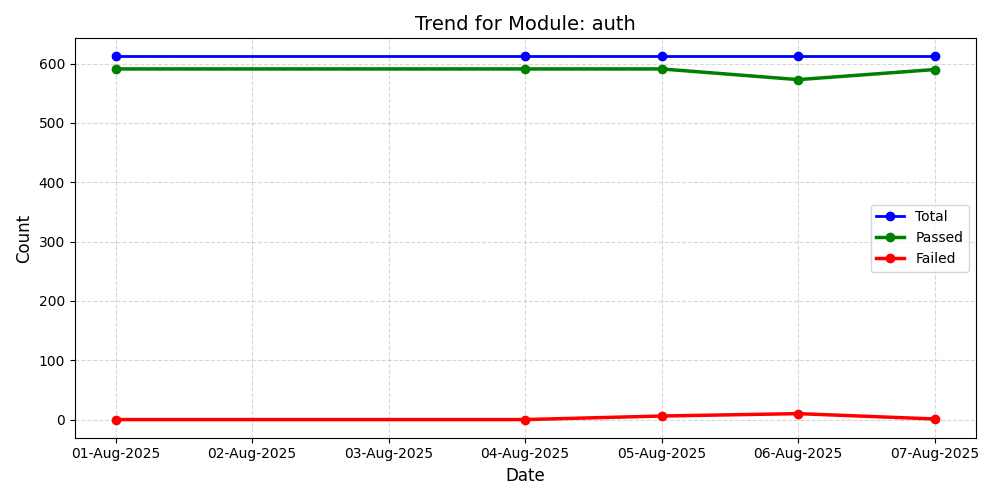 Trend for Module: auth
600
500
400
300
200
100
0
Count
Total
Passed
Failed
01-Aug-2025 02-Aug-2025 03-Aug-2025 04-Aug-2025 05-Aug-2025 06-Aug-2025 07-Aug-2025
Date